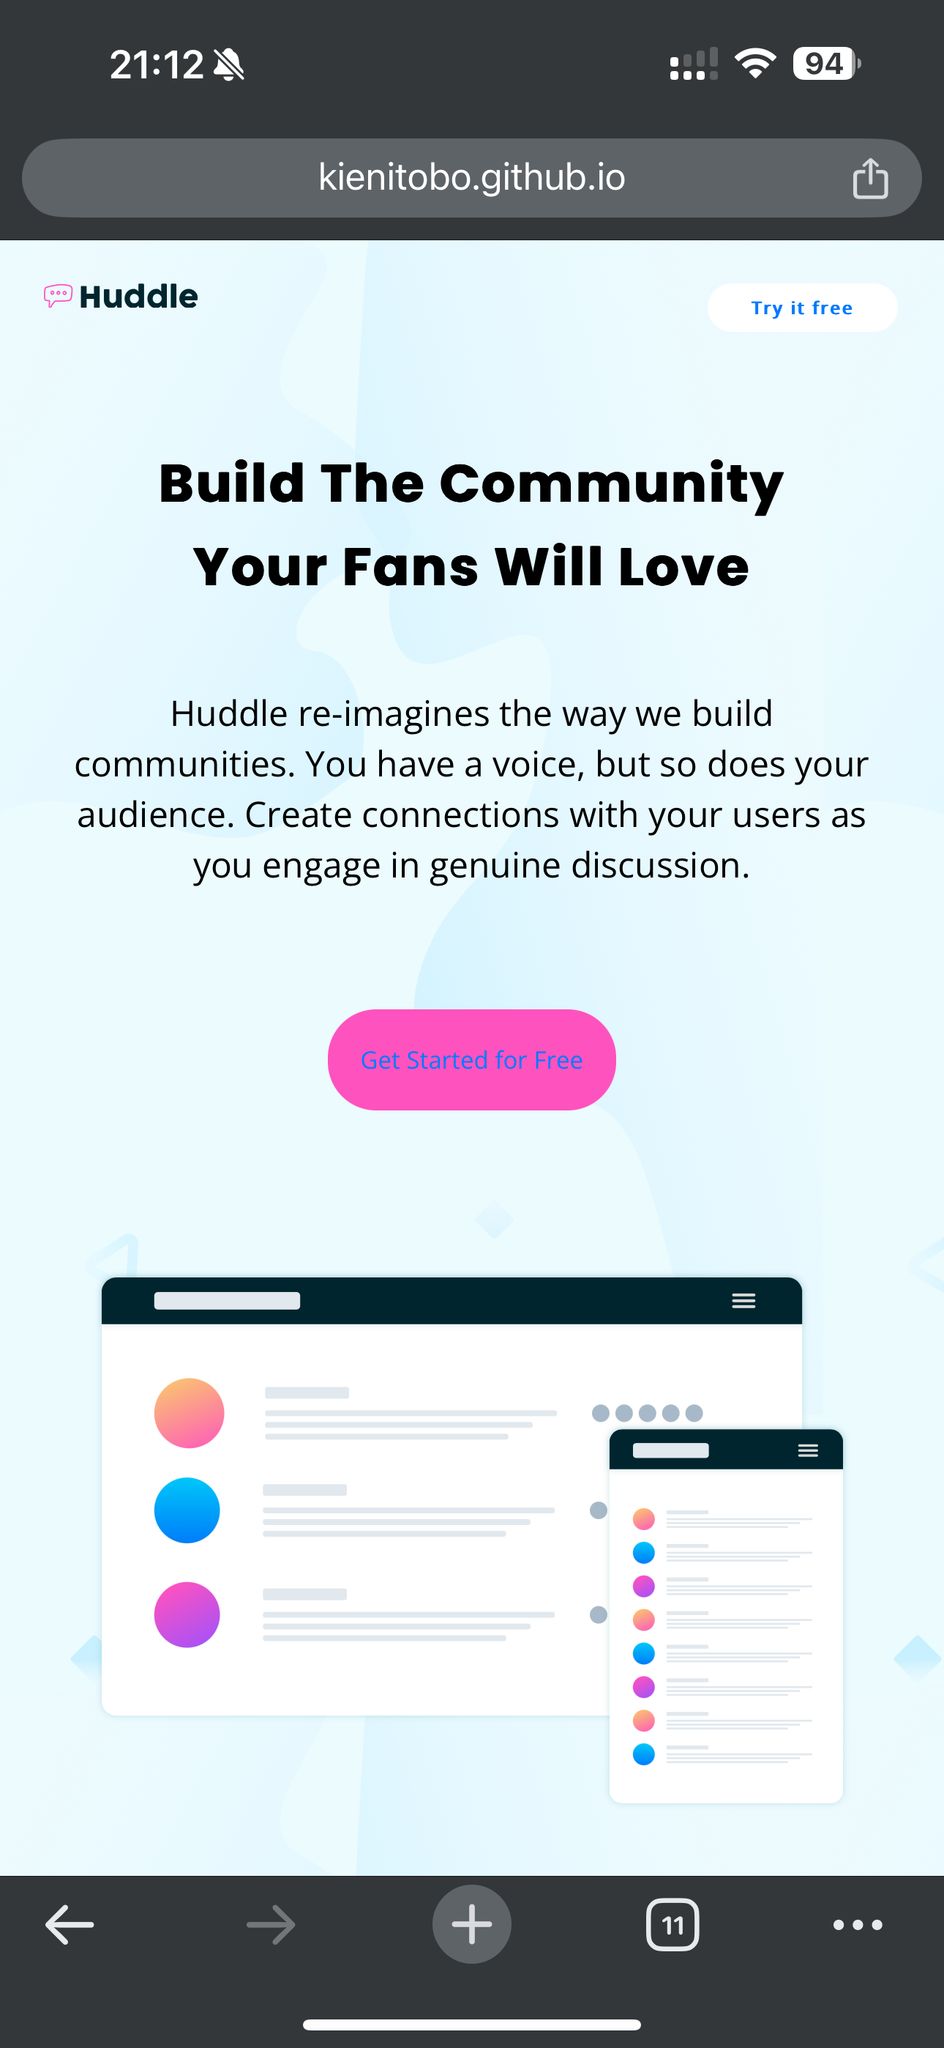 21:12
94
kienitobo.github.io
Huddle
Try it free
Build The Community
Your Fans Will Love
Huddle re-imagines the way we build
communities. You have a voice, but so does your
audience. Create connections with your users as
you engage in genuine discussion.
Get Started for Free
11